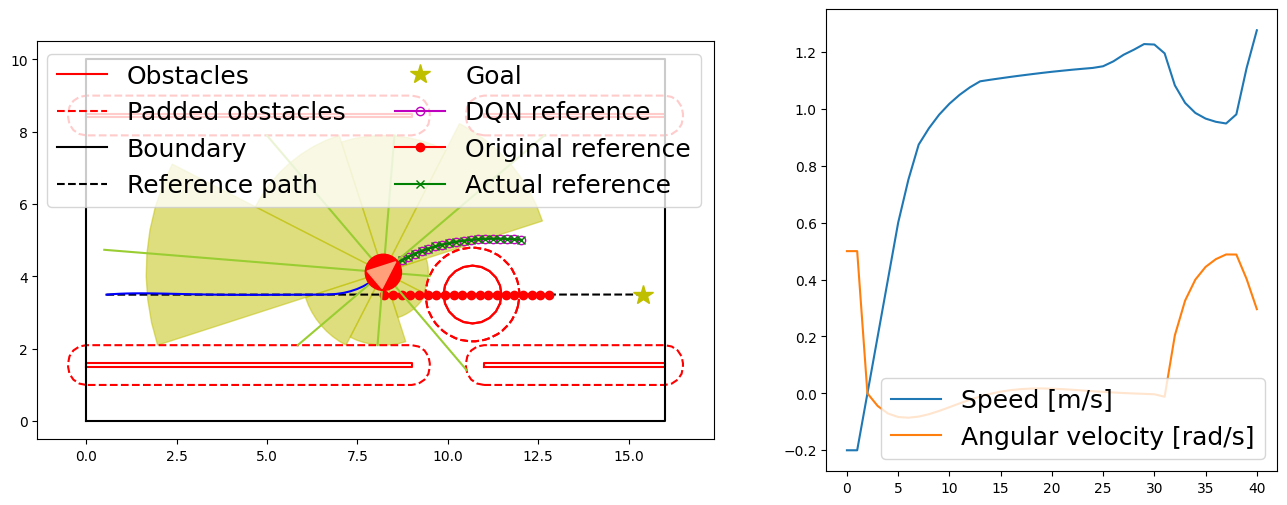 Obstacles
Padded obstacles
Boundary
Reference path
Goal
DQN reference
Original reference
Actual reference
10
8
6
4
2
0
0.0 2.5 5.0 7.5 10.0 12.5 15.0
1.2
1.0
0.8
0.6
0.4
0.2
0.0
−0.2
Speed [m/s]
Angular velocity [rad/s]
0 5 10 15 20 25 30 35 40